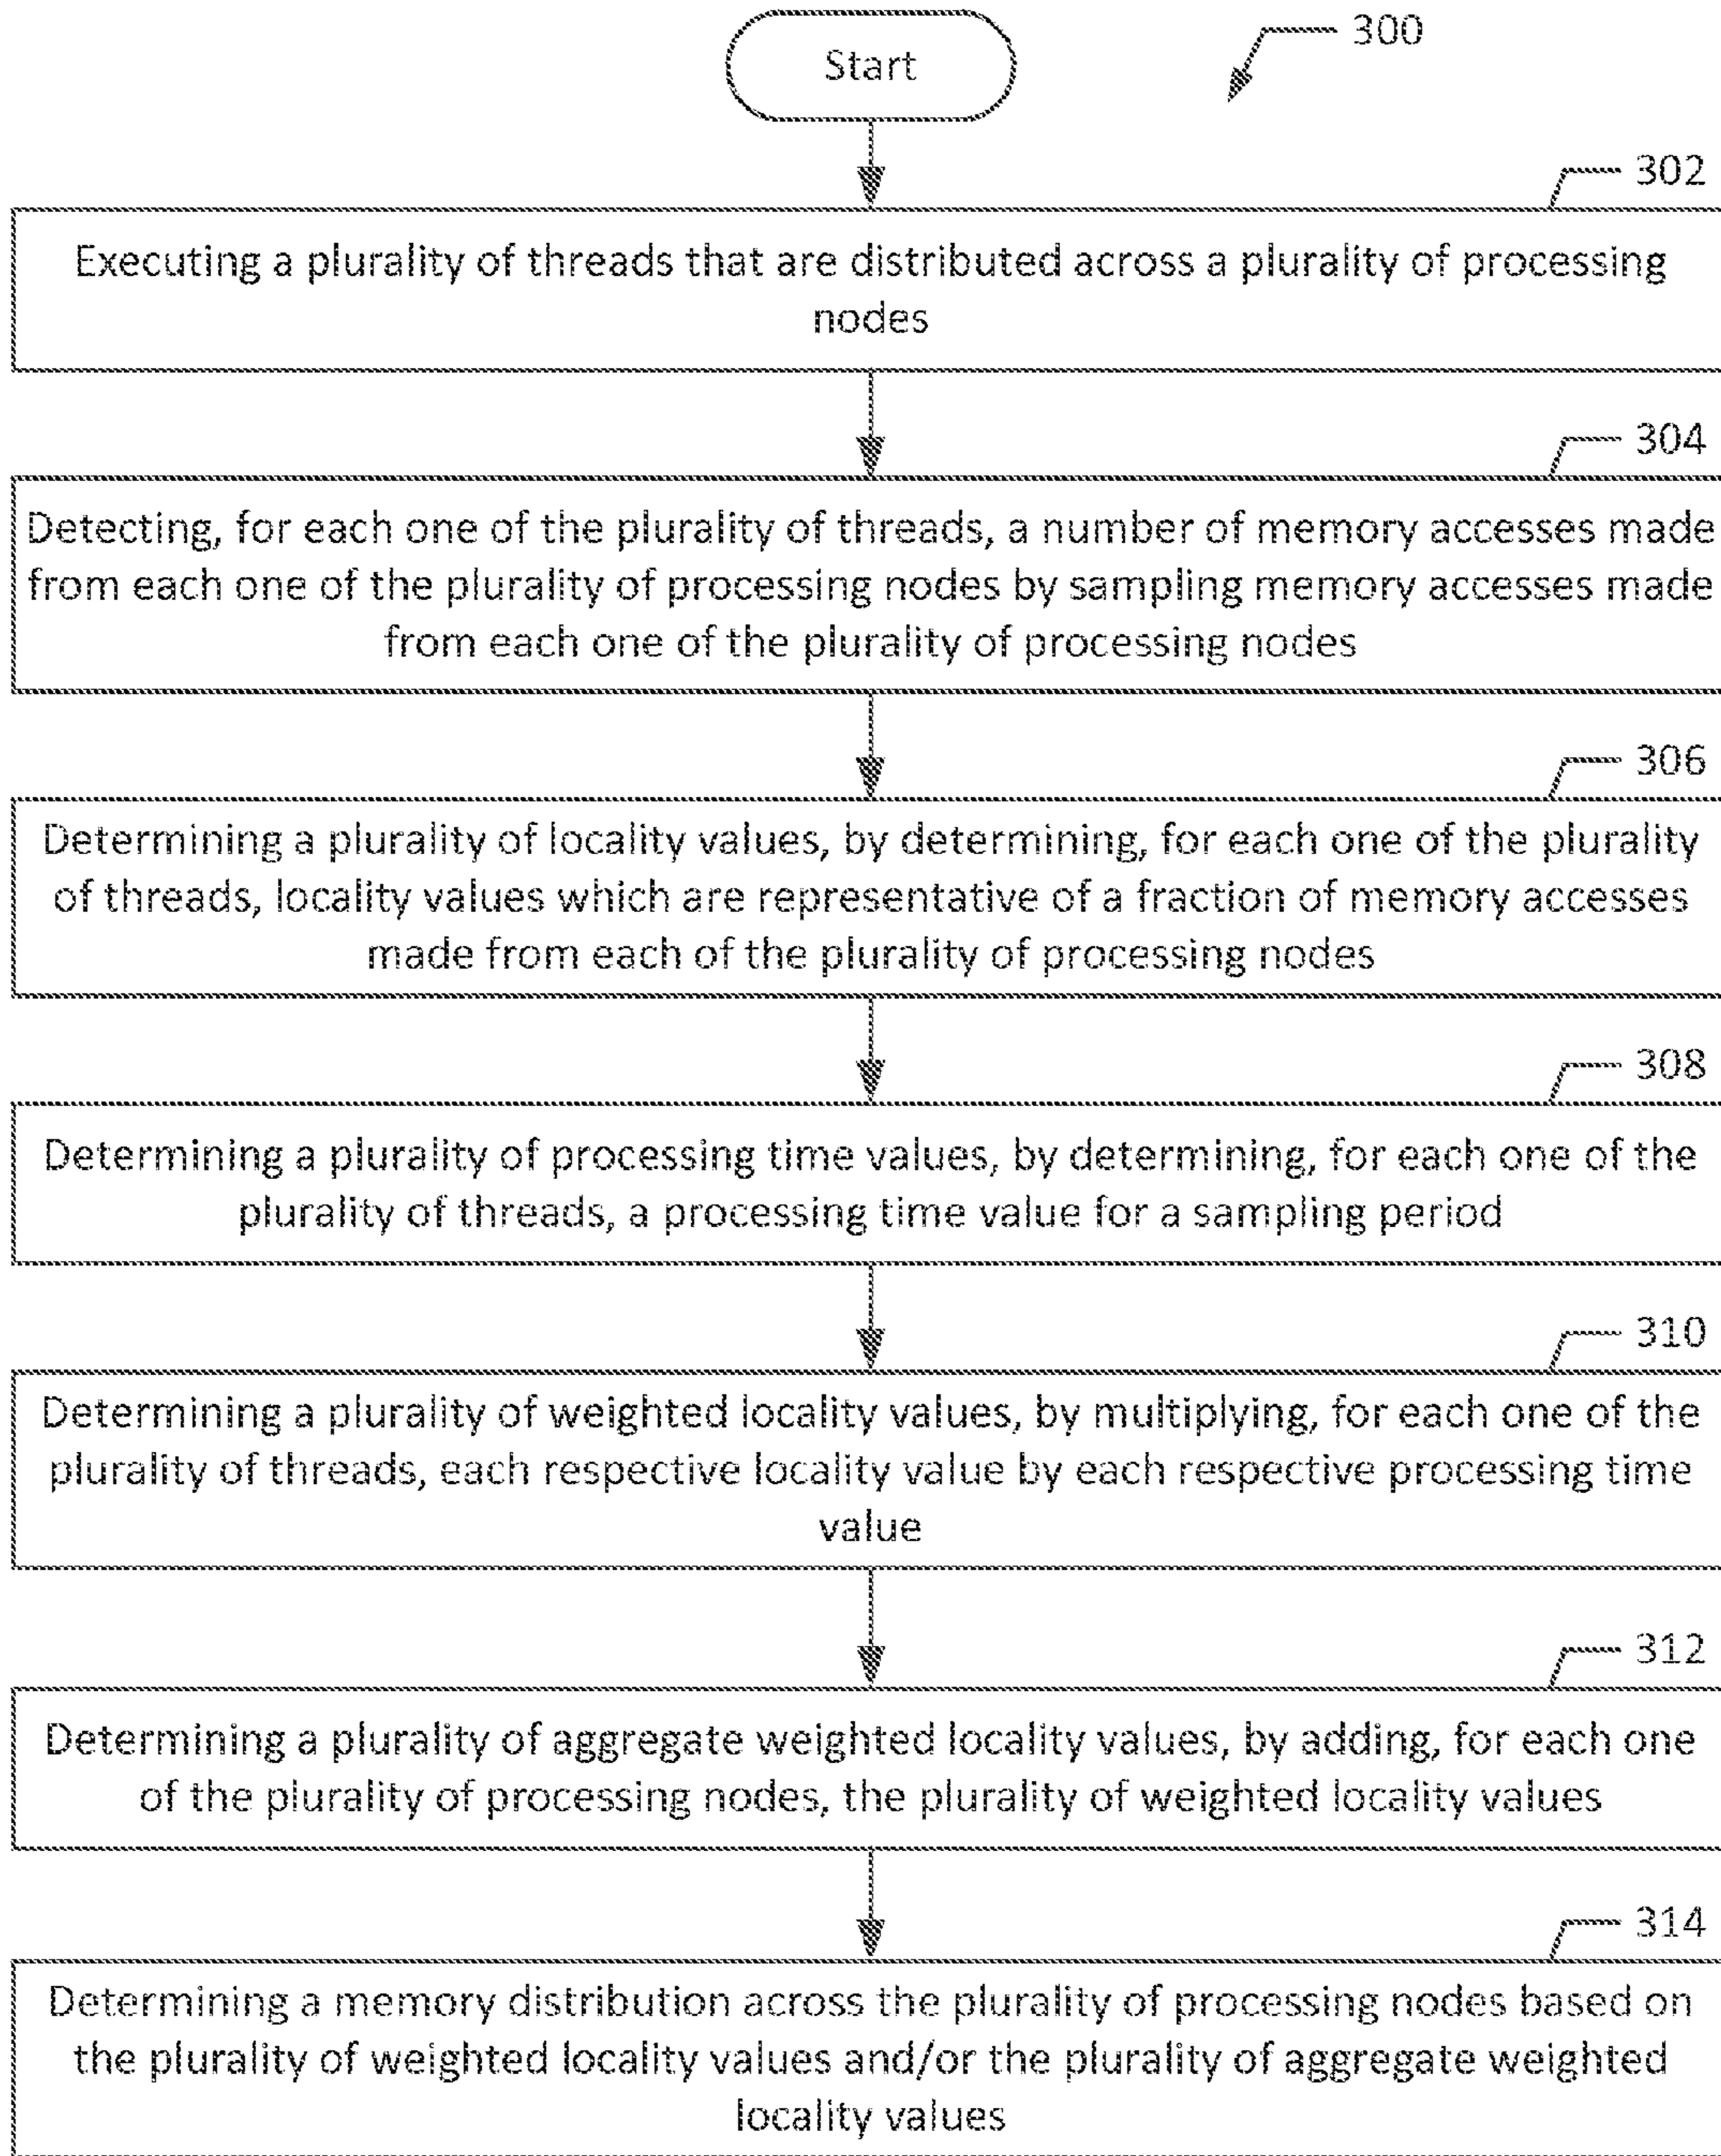 Start
300
302
Executing a plurality of threads that are distributed across a plurality of processing
nodes
304
Detecting, for each one of the plurality of threads, a number of memory accesses made
from each one of the plurality of processing nodes by sampling memory accesses made
from each one of the plurality of processing nodes
306
Determining a plurality of locality values, by determining, for each one of the plurality
of threads, locality values which are representative of a fraction of memory accesses
made from each of the plurality of processing nodes
308
Determining a plurality of processing time values, by determining, for each one of the
plurality of threads, a processing time value for a sampling period
310
Determining a plurality of weighted locality values, by multiplying, for each one of the
plurality of threads, each respective locality value by each respective processing time
value
312
Determining a plurality of aggregate weighted locality values, by adding, for each one
of the plurality of processing nodes, the plurality of weighted locality values
314
Determining a memory distribution across the plurality of processing nodes based on
the plurality of weighted locality values and/or the plurality of aggregate weighted
locality values